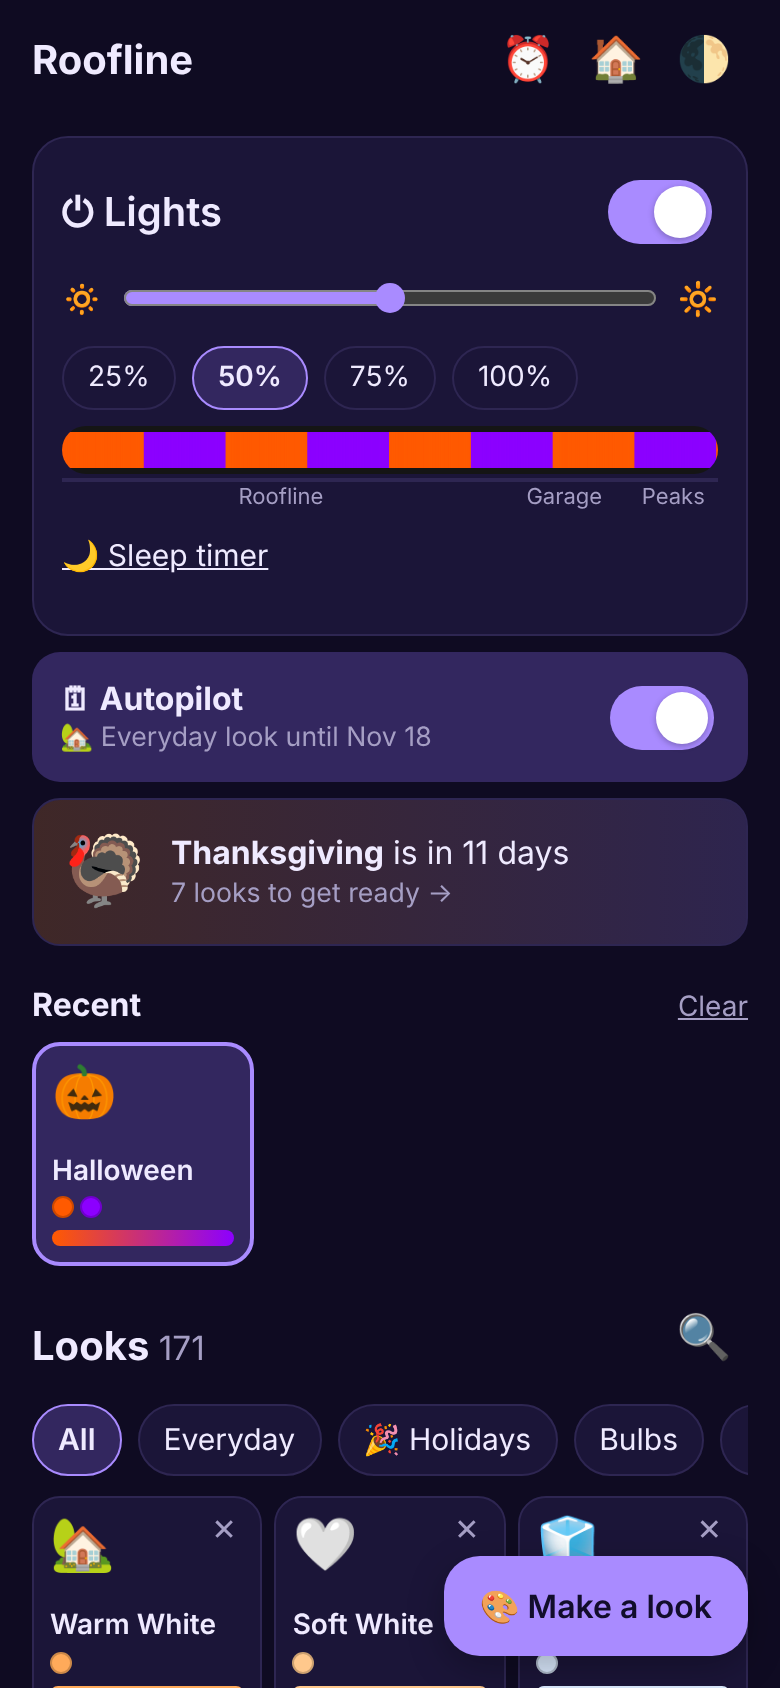 Roofline
Lights
25% 50% 75% 100%
Roofline Garage Peaks
🌙 Sleep timer
Autopilot
🏡 Everyday look until Nov 18
Thanksgiving is in 11 days
7 looks to get ready →
Recent Clear
Halloween
Looks 171
All Everyday 🎉 Holidays Bulbs
Warm White Soft White
🎨 Make a look